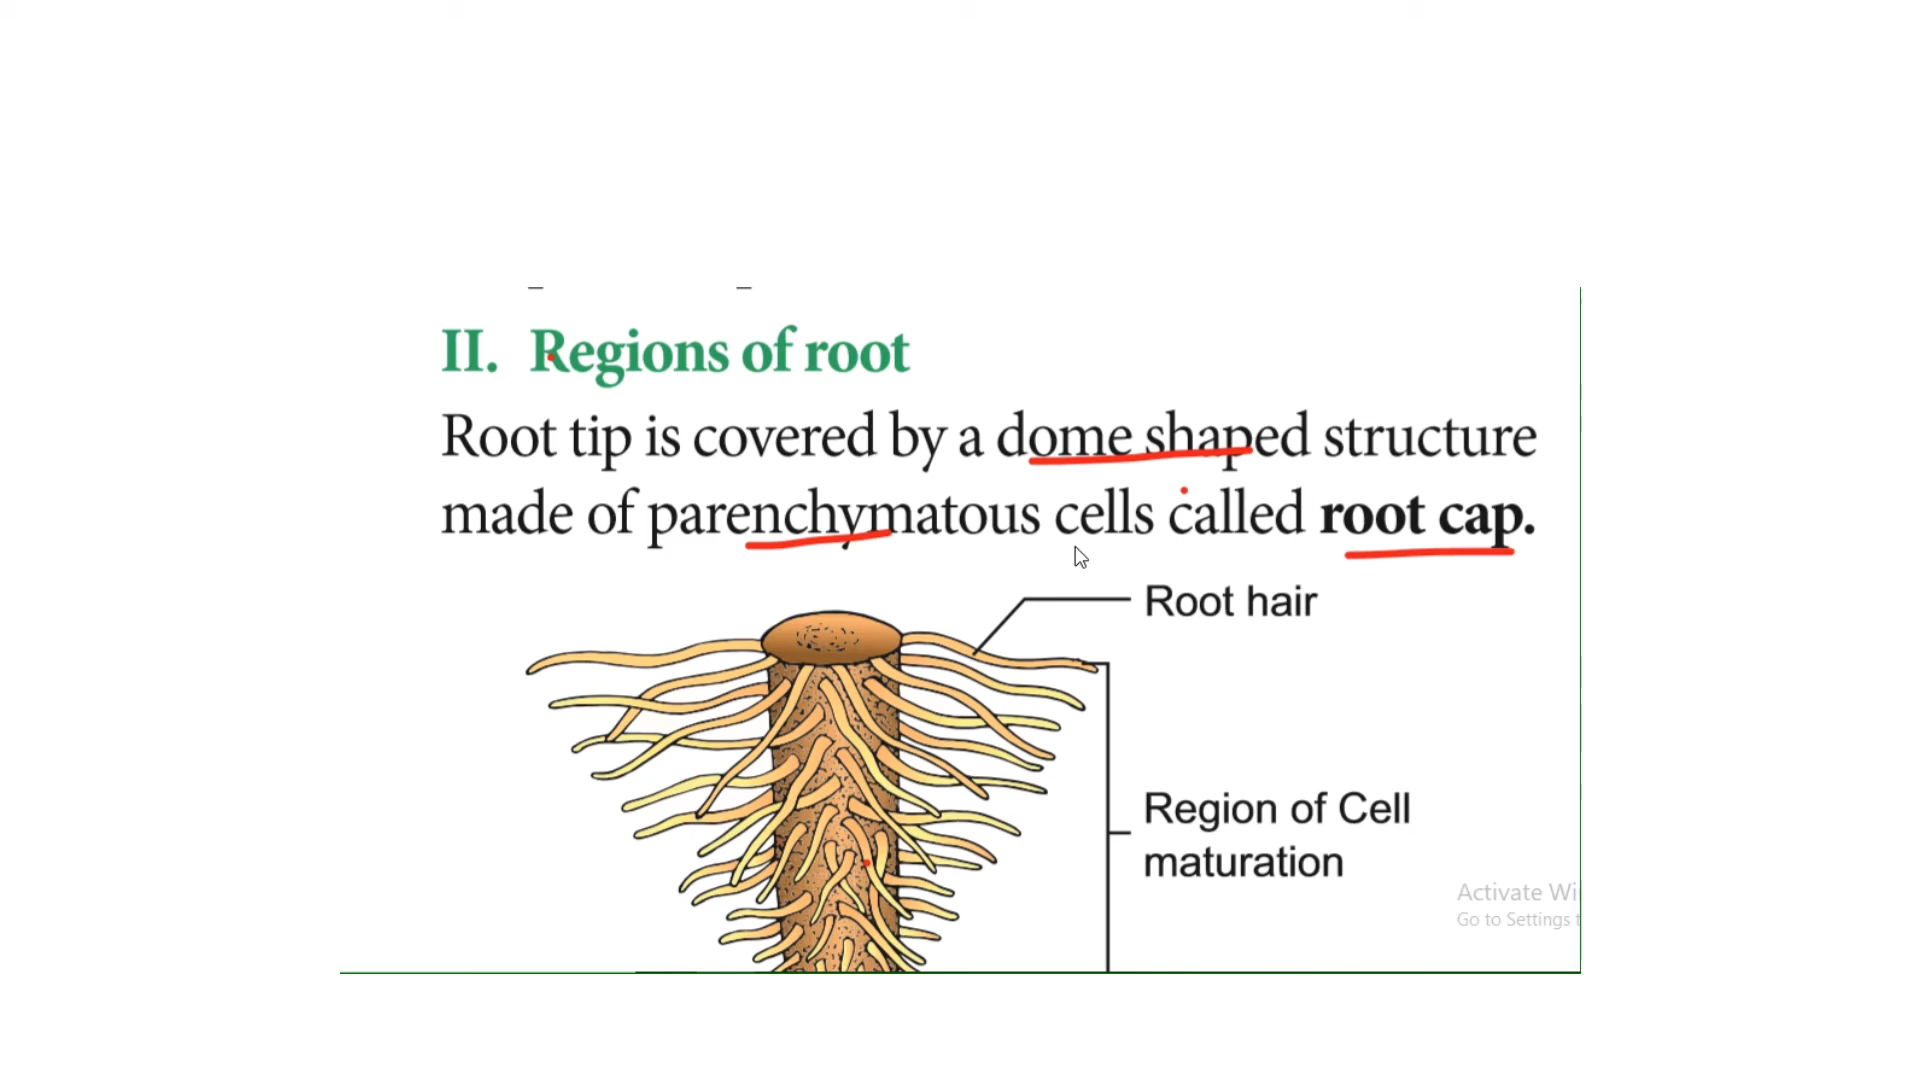 II. Regions of root
Root tip is covered by a dome shaped structure
made of parenchymatous cells called root cap.
Root hair
Region of Cell
maturation
Activate Wi
Go to Settings t